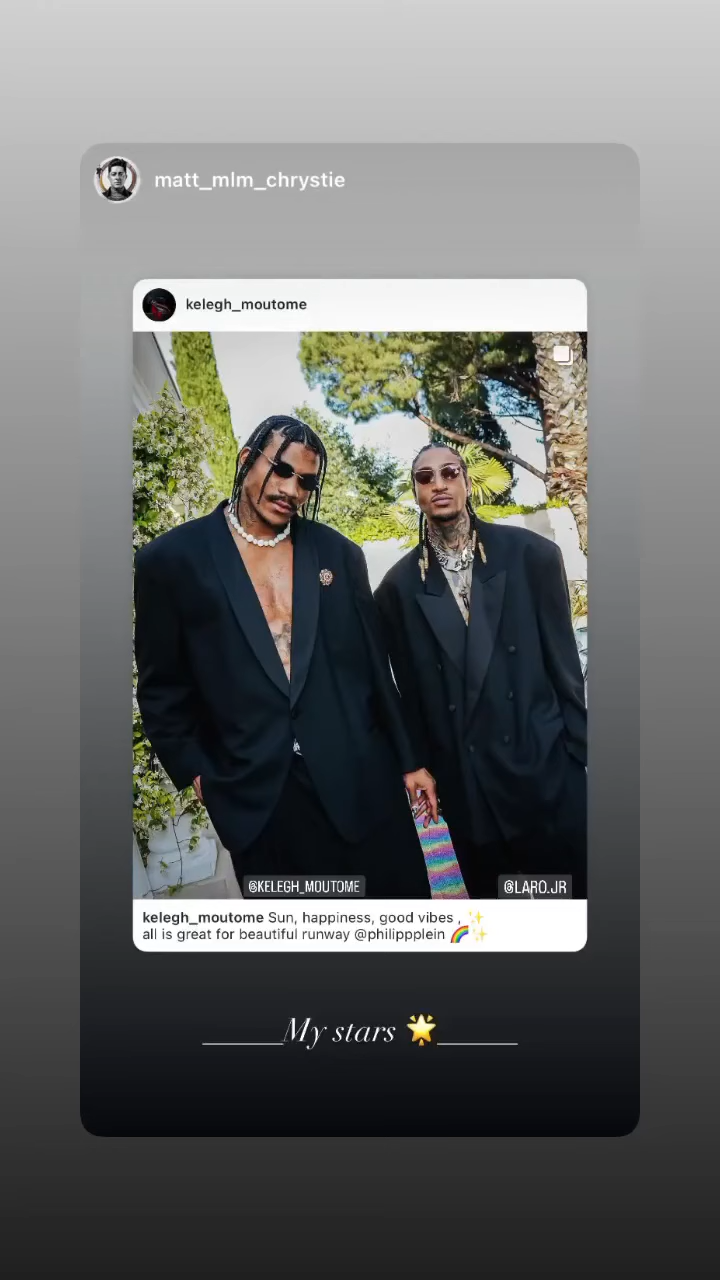 matt_mlm_chrystie
kelegh_moutome
@KELEGH_MOUTOME
@LARO.JR
kelegh_moutome Sun, happiness, good vibes , ✨
all is great for beautiful runway @philippplein 🌈✨
My stars 🌟